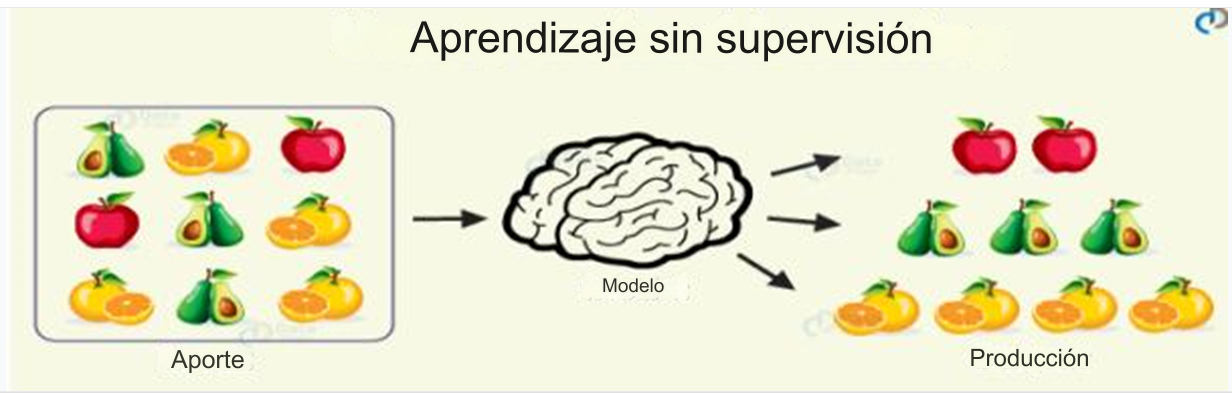 Aprendizaje sin supervisión
Modelo
Aporte
Producción